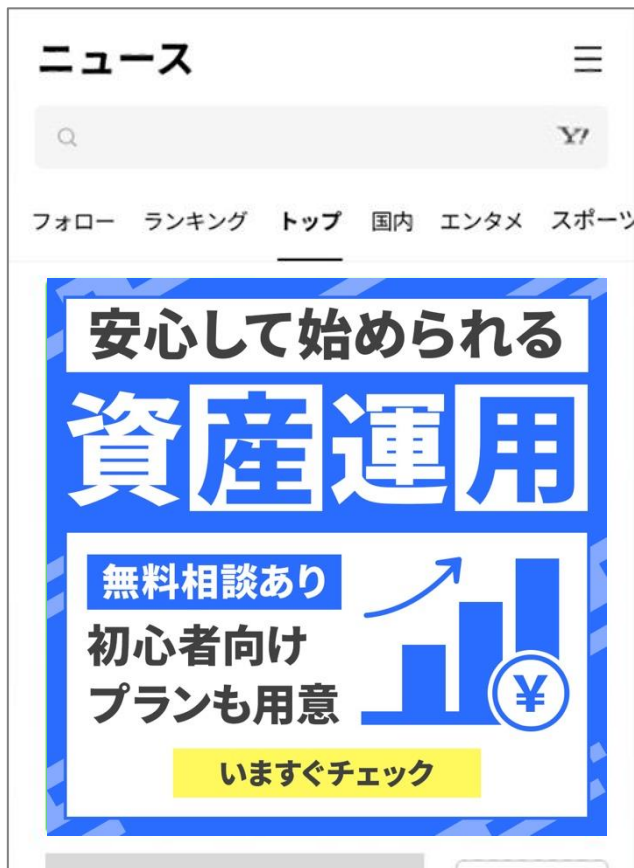 ニュース
Y!
フォロー ランキング トップ 国内 エンタメ スポーツ
安心して始められる
資産運用
無料相談あり
初心者向け
プランも用意
¥
いますぐチェック